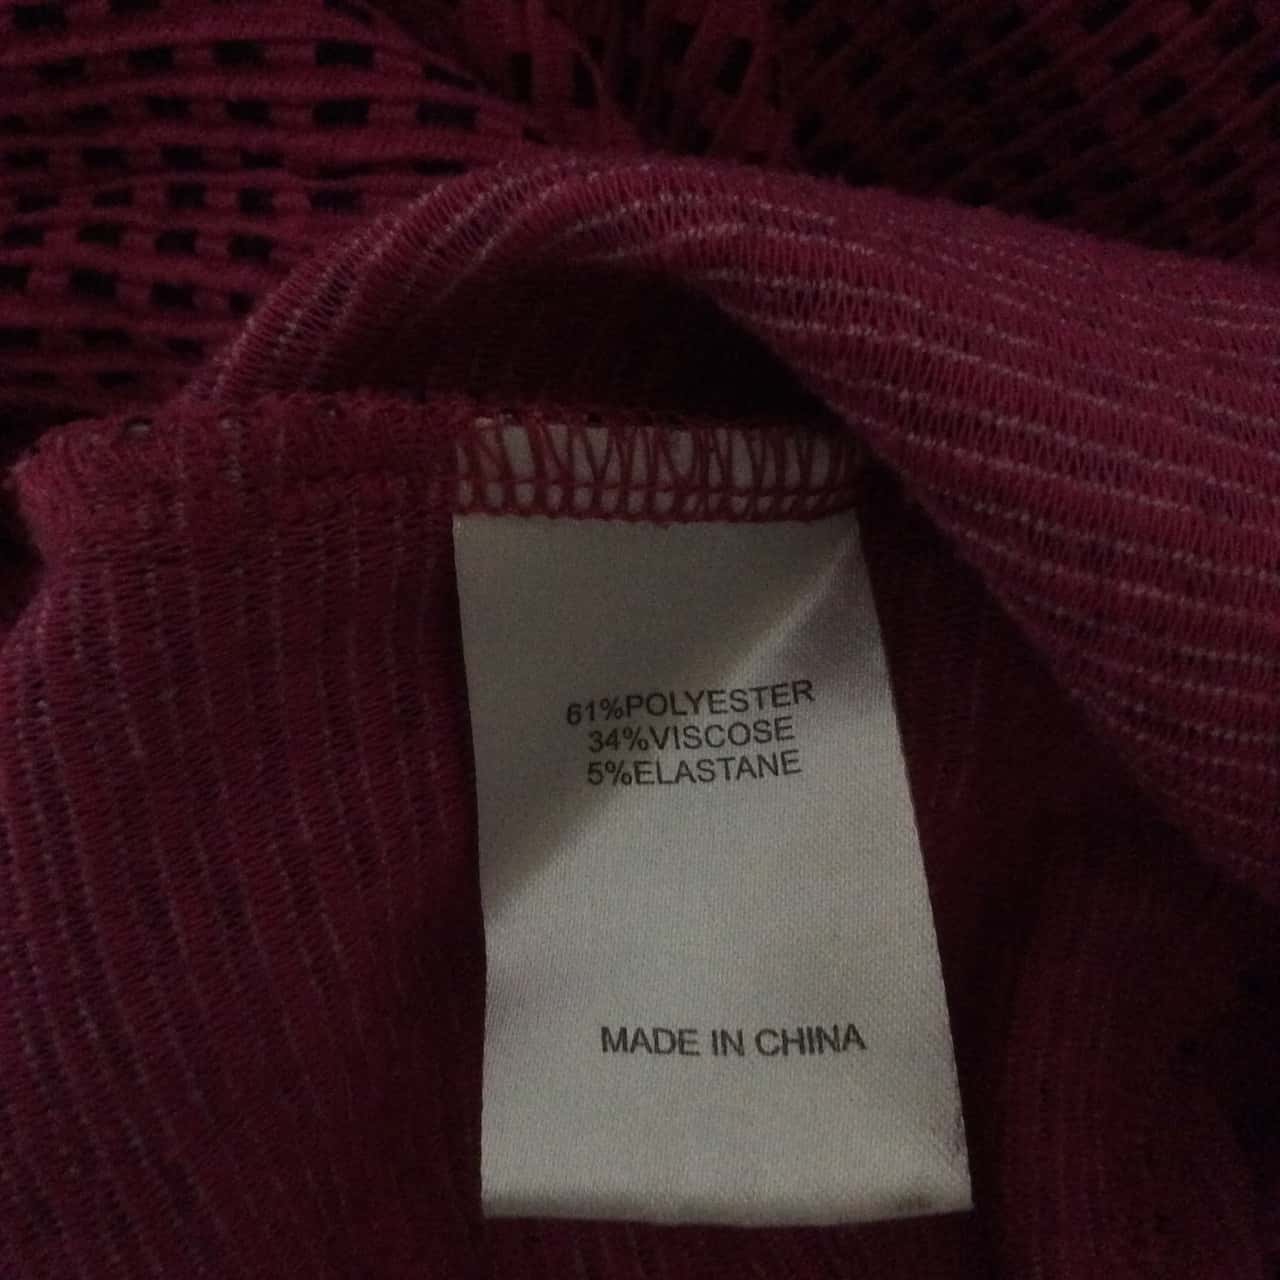 61%POLYESTER
34%VISCOSE
5%ELASTANE
MADE IN CHINA